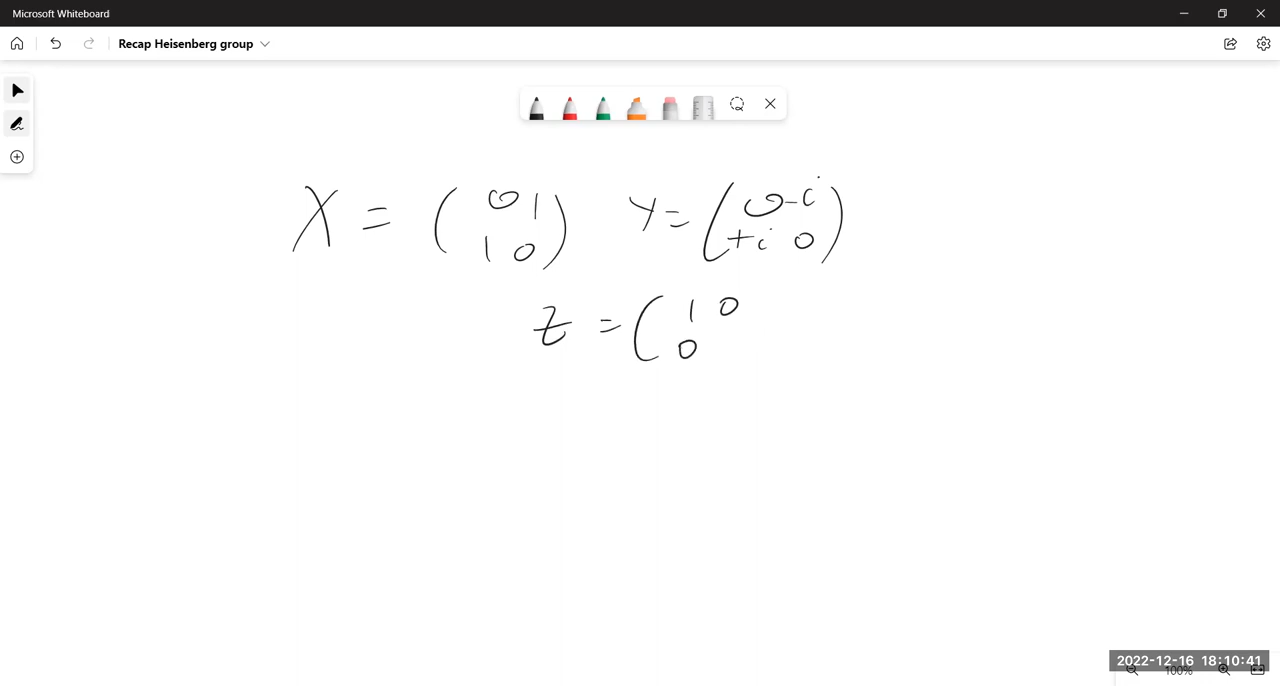 Microsoft Whiteboard
Recap Heisenberg group
X = ( 0 1 Y = ( 0 -i )
1 0 ) +i 0
Z = ( 1 0
0
2022-12-16 18:10:41
100%